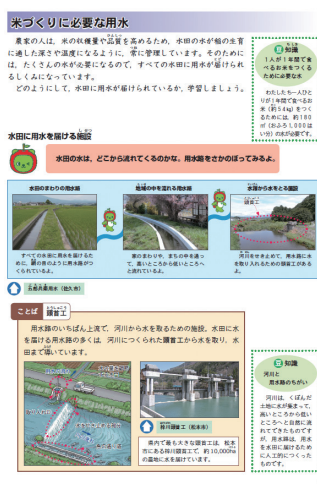 米づくりに必要な用水
農家の人は、米の収穫量や品質を高めるため、水田の水が稲の生育
に適した深さや温度になるように、常に管理しています。そのために
は、たくさんの水が必要になるので、すべての水田に用水が届けられ
るしくみになっています。
どのようにして、水田に用水が届けられているか、学習しましょう。
豆知識
1人が1年間で食
べるお米をつくる
ために必要な水
わたしたち一人ひと
りが1年間で食べるお
米（約54kg）をつく
るためには、約180
㎥（おふろ1,000は
い分）の水が必要です。
水田に用水を届ける施設
水田の水は、どこから流れてくるのかな。用水路をさかのぼってみるよ。
水田のまわりの用水路
すべての水田に水を届けるため
に、網の目のように用水路がつ
くられているよ。
地域の中を流れる用水路
家のまわりや、まちの中を通っ
て、高いところから低いところへ
と流れているよ。
水源から水をとる施設
頭首工
河川をせき止めて、用水路に水
を取り入れるための頭首工がある
よ。
五郎兵衛用水（佐久市）
ことば 頭首工
用水路のいちばん上流で、河川から水を取るための施設。水田に水
を届ける用水路の多くは、河川につくられた頭首工から水を取り、水
田まで導いています。
梓川頭首工（松本市）
県内で最も大きな頭首工は、松本
市にある梓川頭首工で、約10,000ha
の農地に水を届けています。
豆知識
河川と
用水路のちがい
河川は、くぼんだ
土地に水が集まって、
高いところから低い
ところへと自然に流
れてできたものです
が、用水路は、用水
を水田に届けるため
に人工的につくった
ものです。